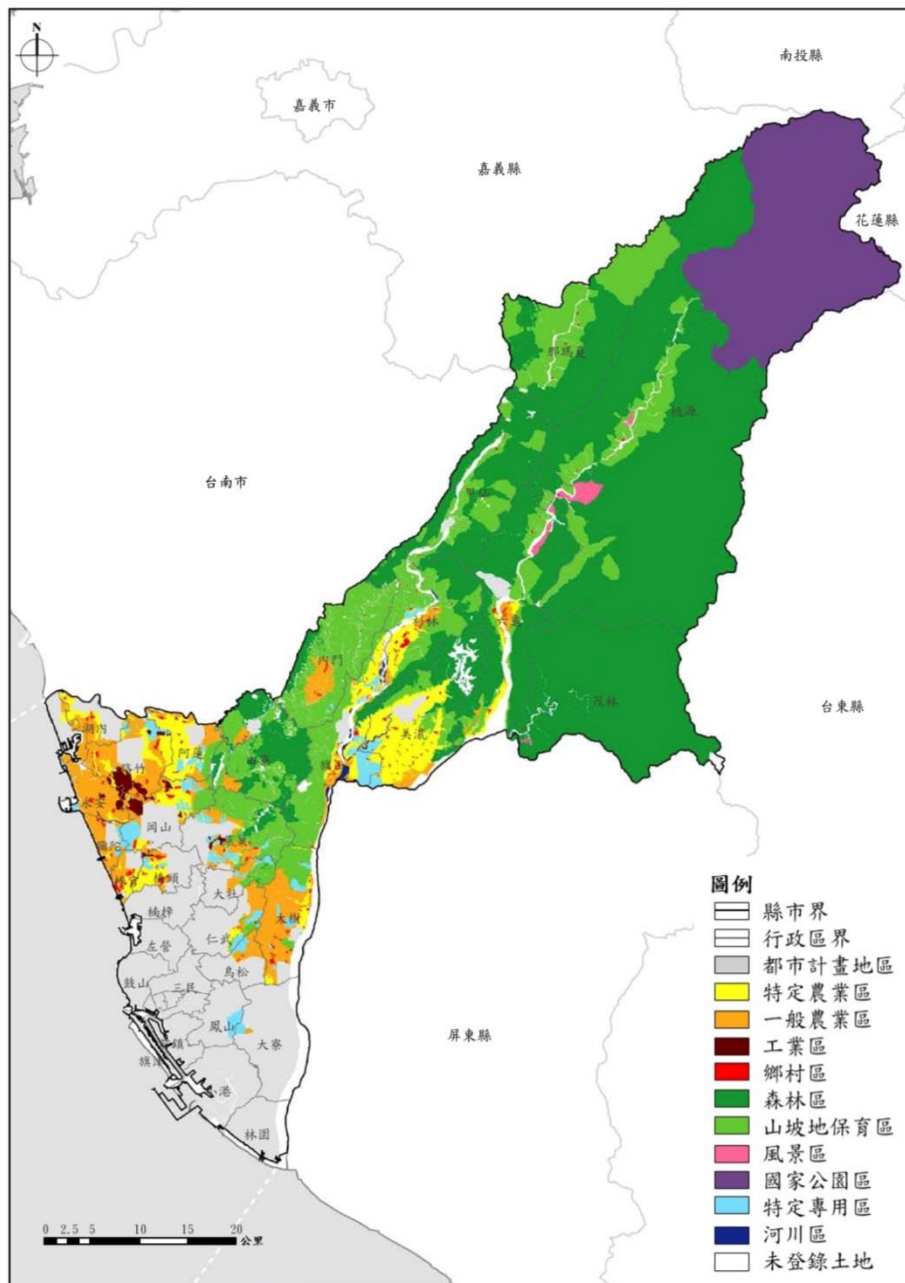 N
南投縣
嘉義市
嘉義縣
花蓮縣
那瑪夏
桃源
台南市
甲仙
杉林
六龜
內門
茂林
台東縣
美濃
湖內
阿蓮
路竹
田寮
旗山
永安
岡山
燕巢
彌陀
梓官
橋頭
大社
大樹
楠梓
仁武
左營
鳥松
鼓山
三民
鳳山
大寮
屏東縣
旗津
小港
林園
圖例
縣市界
行政區界
都市計畫地區
特定農業區
一般農業區
工業區
鄉村區
森林區
山坡地保育區
風景區
國家公園區
特定專用區
河川區
未登錄土地
0 2.5 5 10 15 20
公里